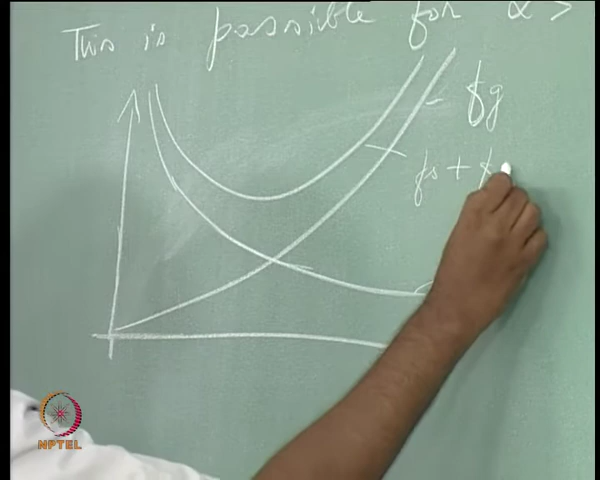 This is possible for α >
fg
fs + f
NPTEL